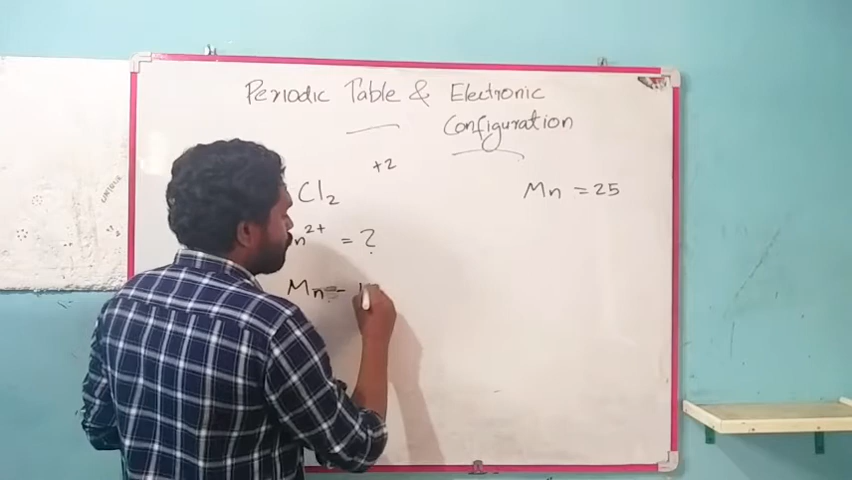 Periodic Table & Electronic
Configuration
+2
Cl2
Mn = 25
n2+ = ?
Mn =